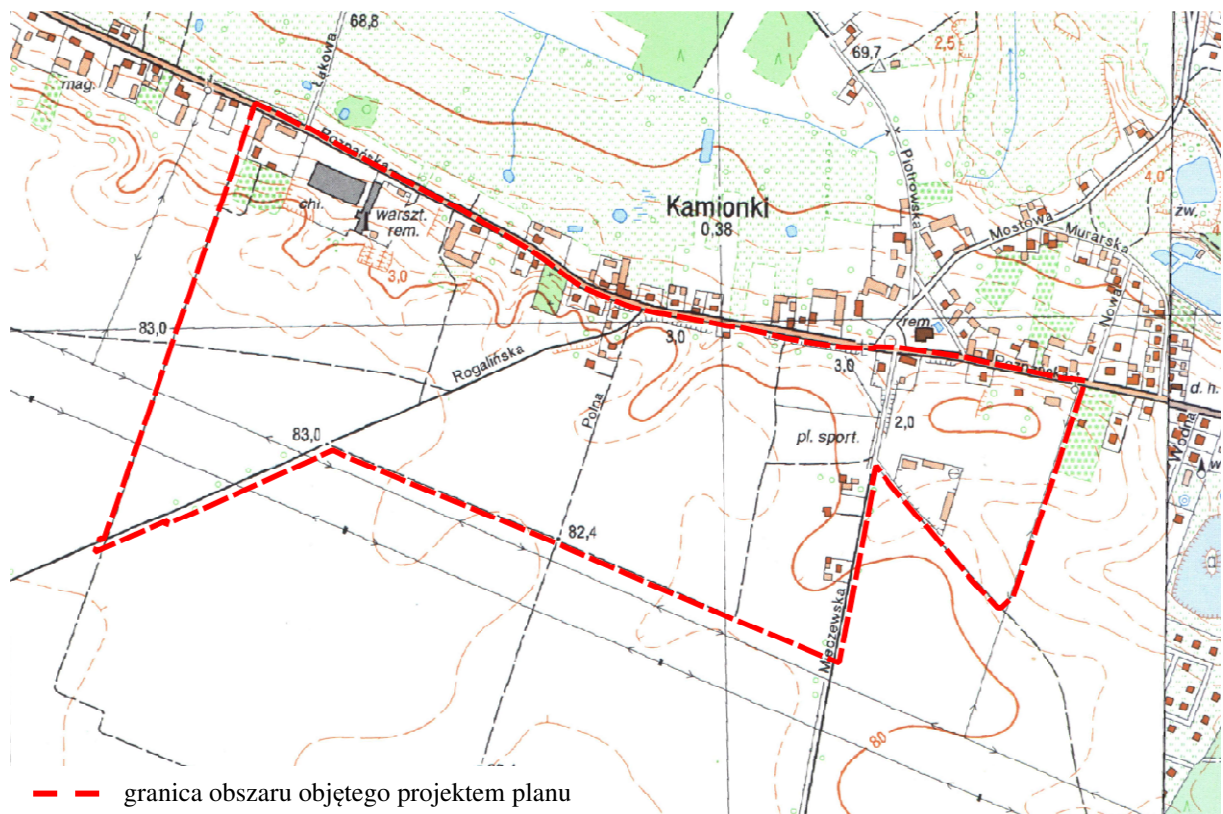 68,8
Łąkowa
mag.
Poznańska
chl.
warszt.
rem.
3,0
Kamionki
0,38
69,7
2,5
Piotrowska
Mostowa
Murarska
4,0
żw.
Nowa
rem.
83,0
Rogalińska
3,0
3,0
Poznańska
d. h.
Wodna
w
Polna
pl. sport.
2,0
83,0
82,4
Mieczewska
80
granica obszaru objętego projektem planu